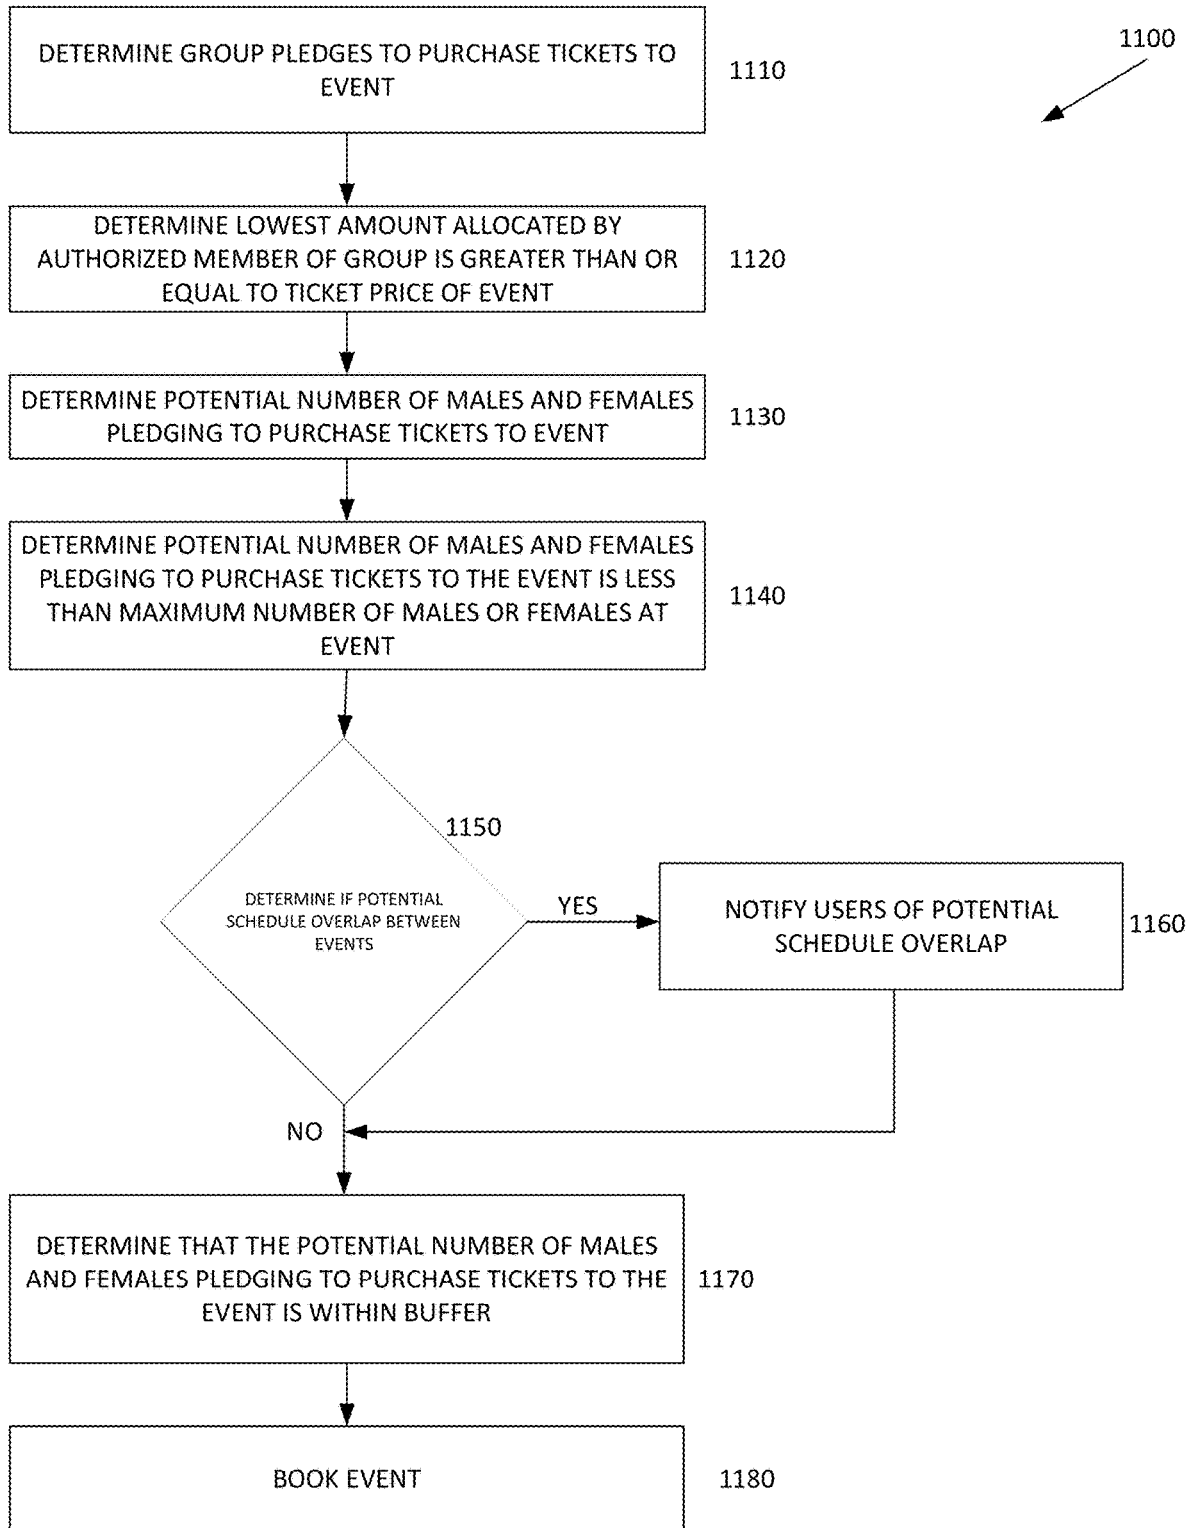 DETERMINE GROUP PLEDGES TO PURCHASE TICKETS TO
EVENT
1110
1100
DETERMINE LOWEST AMOUNT ALLOCATED BY
AUTHORIZED MEMBER OF GROUP IS GREATER THAN OR
EQUAL TO TICKET PRICE OF EVENT
1120
DETERMINE POTENTIAL NUMBER OF MALES AND FEMALES
PLEDGING TO PURCHASE TICKETS TO EVENT
1130
DETERMINE POTENTIAL NUMBER OF MALES AND FEMALES
PLEDGING TO PURCHASE TICKETS TO THE EVENT IS LESS
THAN MAXIMUM NUMBER OF MALES OR FEMALES AT
EVENT
1140
1150
DETERMINE IF POTENTIAL
SCHEDULE OVERLAP BETWEEN
EVENTS
YES
NOTIFY USERS OF POTENTIAL
SCHEDULE OVERLAP
1160
NO
DETERMINE THAT THE POTENTIAL NUMBER OF MALES
AND FEMALES PLEDGING TO PURCHASE TICKETS TO THE
EVENT IS WITHIN BUFFER
1170
BOOK EVENT
1180